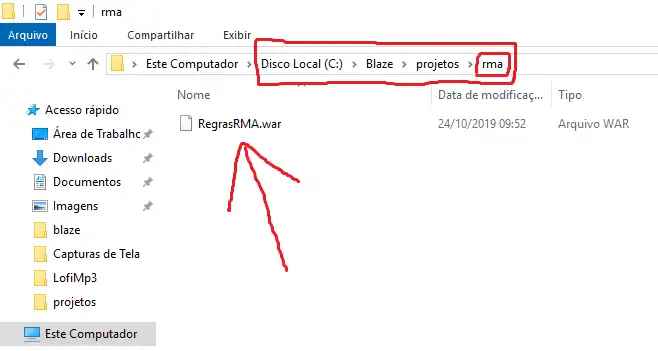 rma
Arquivo Início Compartilhar Exibir
Este Computador > Disco Local (C:) > Blaze > projetos > rma
Nome Data de modificaç... Tipo
Acesso rápido
RegrasRMA.war 24/10/2019 09:52 Arquivo WAR
Área de Trabalho
Downloads
Documentos
Imagens
blaze
Capturas de Tela
LofiMp3
projetos
Este Computador